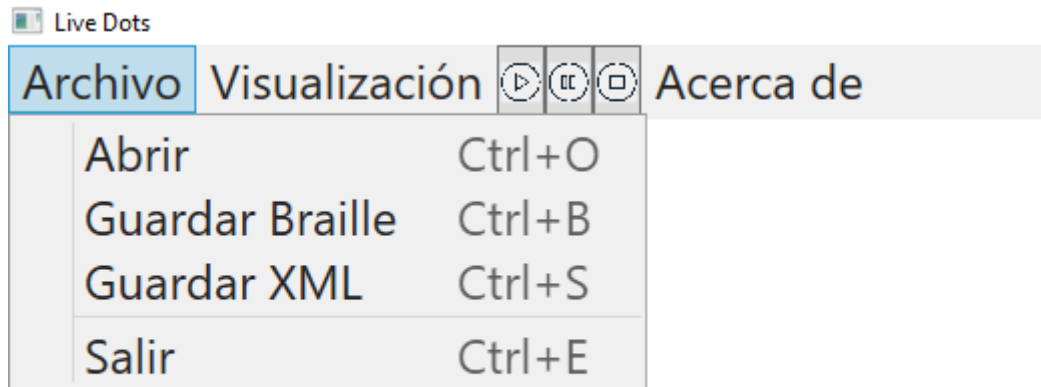 Live Dots
Archivo Visualización Acerca de
Abrir Ctrl+O
Guardar Braille Ctrl+B
Guardar XML Ctrl+S
Salir Ctrl+E